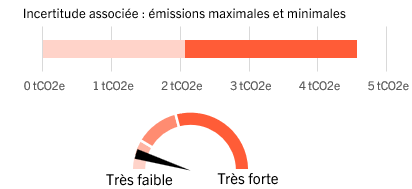 Incertitude associée : émissions maximales et minimales
0 tCO2e 1 tCO2e 2 tCO2e 3 tCO2e 4 tCO2e 5 tCO2e
Très faible Très forte